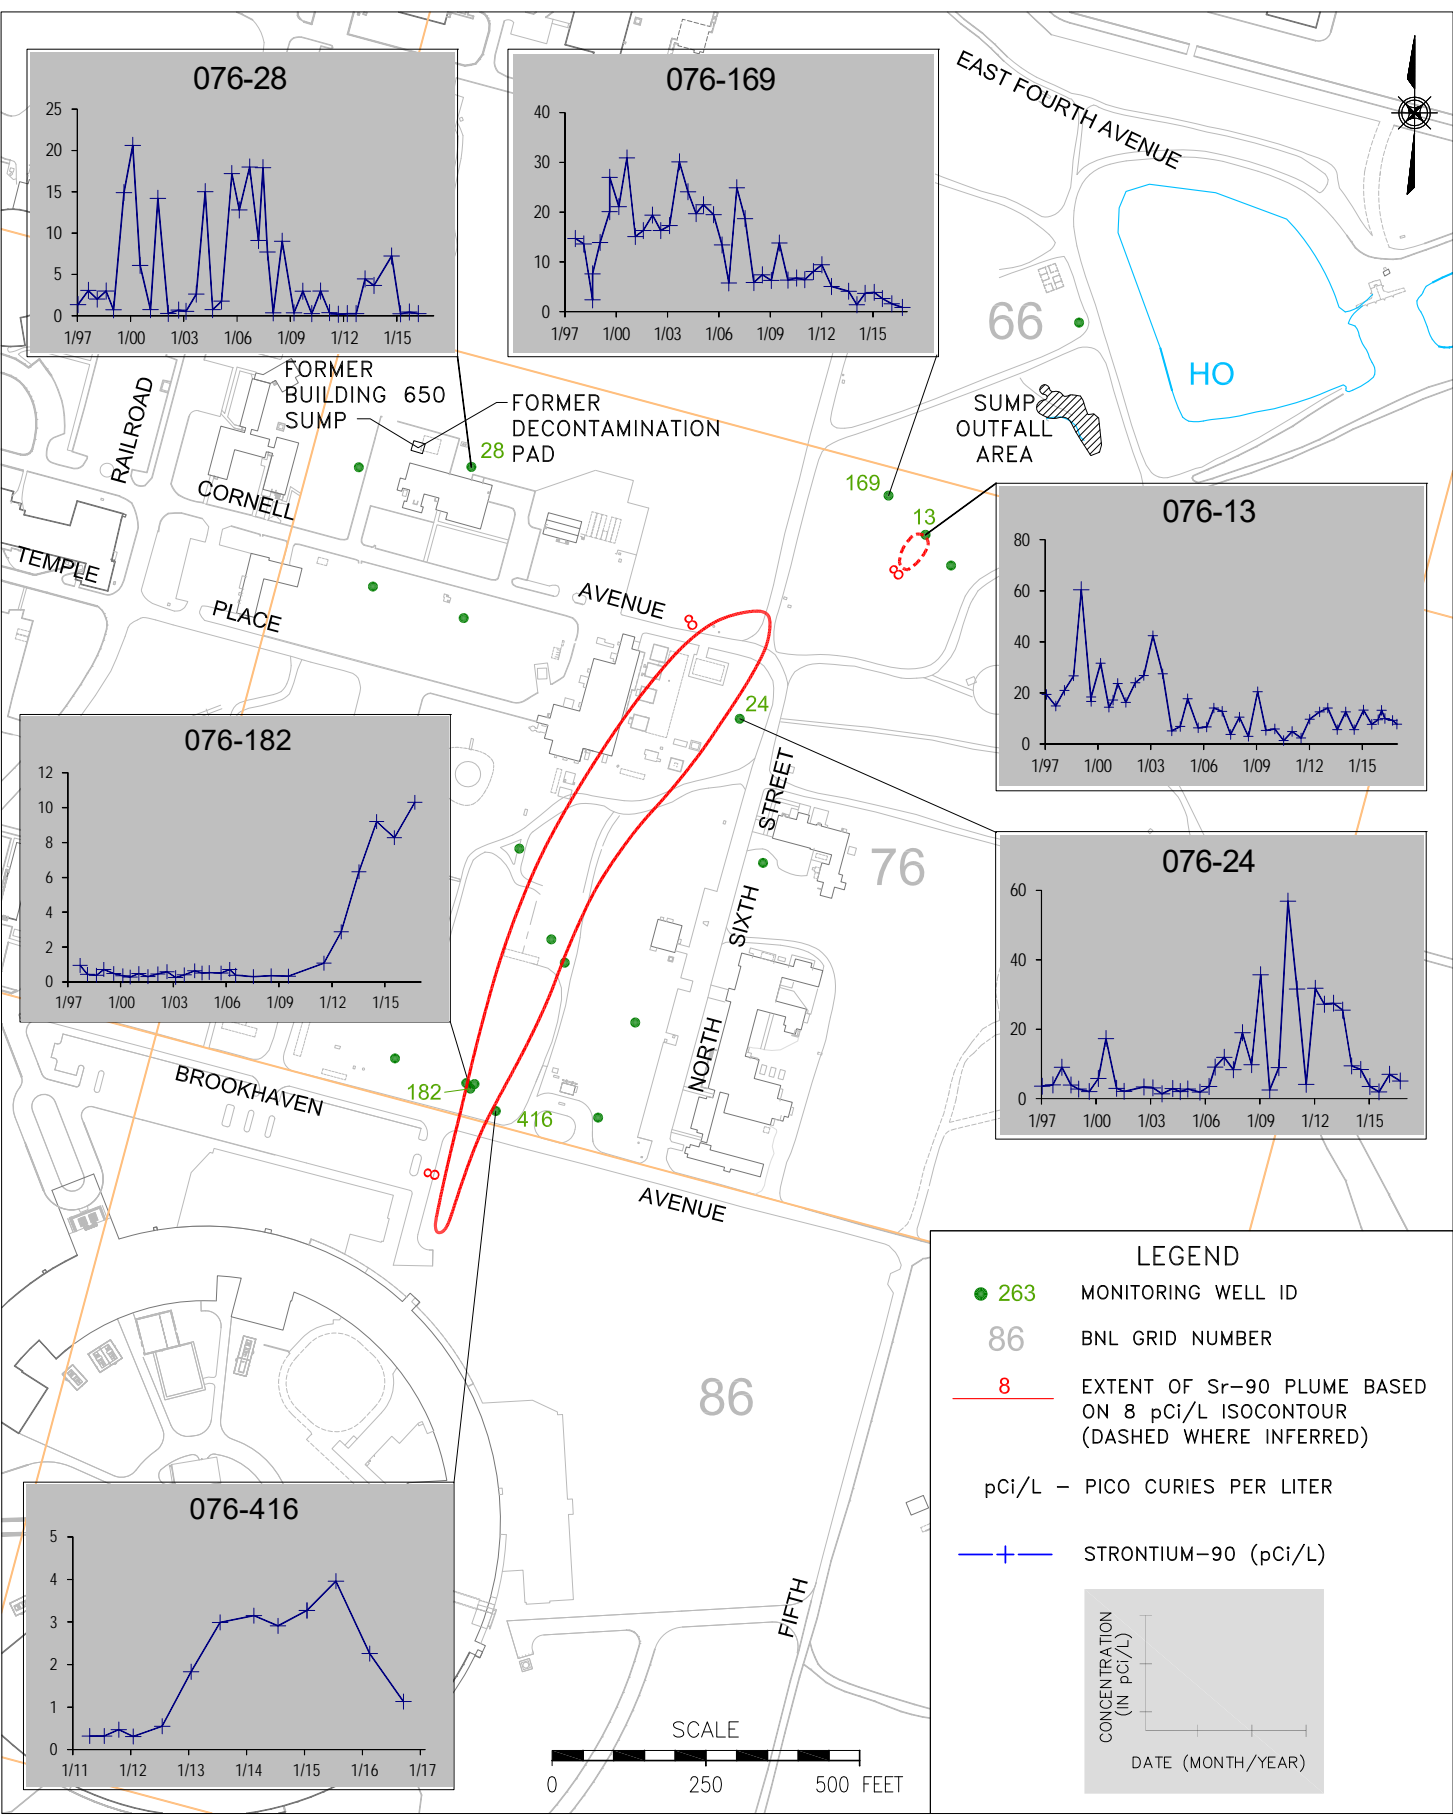 076-28
25
20
15
10
5
0
1/97
1/00
1/03
1/06
1/09
1/12
1/15
076-169
40
30
20
10
0
1/97
1/00
1/03
1/06
1/09
1/12
1/15
EAST FOURTH AVENUE
66
HO
FORMER
BUILDING 650
SUMP
FORMER
DECONTAMINATION
PAD
SUMP
OUTFALL
AREA
RAILROAD
28
169
13
8
CORNELL
AVENUE
TEMPLE
PLACE
8
24
076-13
80
60
40
20
0
1/97
1/00
1/03
1/06
1/09
1/12
1/15
076-182
12
10
8
6
4
2
0
1/97
1/00
1/03
1/06
1/09
1/12
1/15
NORTH
SIXTH
STREET
76
076-24
60
40
20
0
1/97
1/00
1/03
1/06
1/09
1/12
1/15
BROOKHAVEN
AVENUE
182
416
8
86
FIFTH
076-416
5
4
3
2
1
0
1/11
1/12
1/13
1/14
1/15
1/16
1/17
SCALE
0
250
500 FEET
LEGEND
263
MONITORING WELL ID
86
BNL GRID NUMBER
8
EXTENT OF Sr-90 PLUME BASED
ON 8 pCi/L ISOCONTOUR
(DASHED WHERE INFERRED)
pCi/L - PICO CURIES PER LITER
STRONTIUM-90 (pCi/L)
CONCENTRATION
(IN pCi/L)
DATE (MONTH/YEAR)